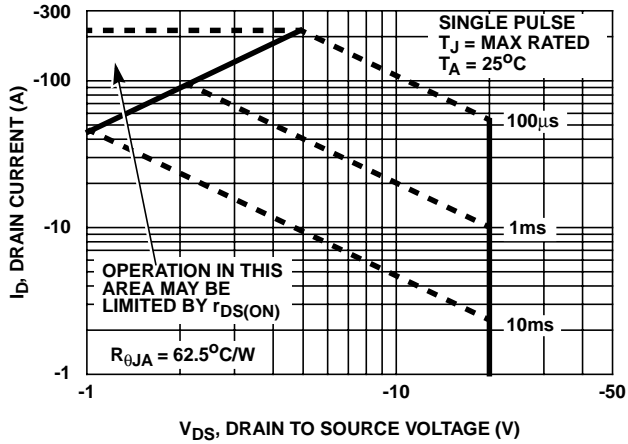 -300
-100
-10
-1
I_D, DRAIN CURRENT (A)
SINGLE PULSE
T_J = MAX RATED
T_A = 25°C
100µs
1ms
10ms
OPERATION IN THIS
AREA MAY BE
LIMITED BY r_DS(ON)
R_θJA = 62.5°C/W
-1
-10
-50
V_DS, DRAIN TO SOURCE VOLTAGE (V)